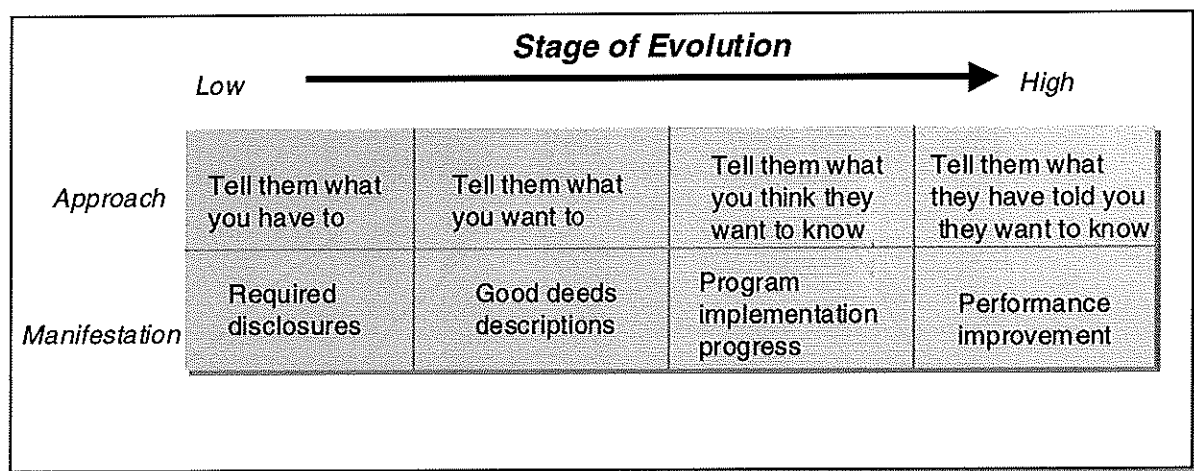 Stage of Evolution
Low
High
Approach
Tell them what
you have to
Tell them what
you want to
Tell them what
you think they
want to know
Tell them what
they have told you
they want to know
Manifestation
Required
disclosures
Good deeds
descriptions
Program
implementation
progress
Performance
improvement